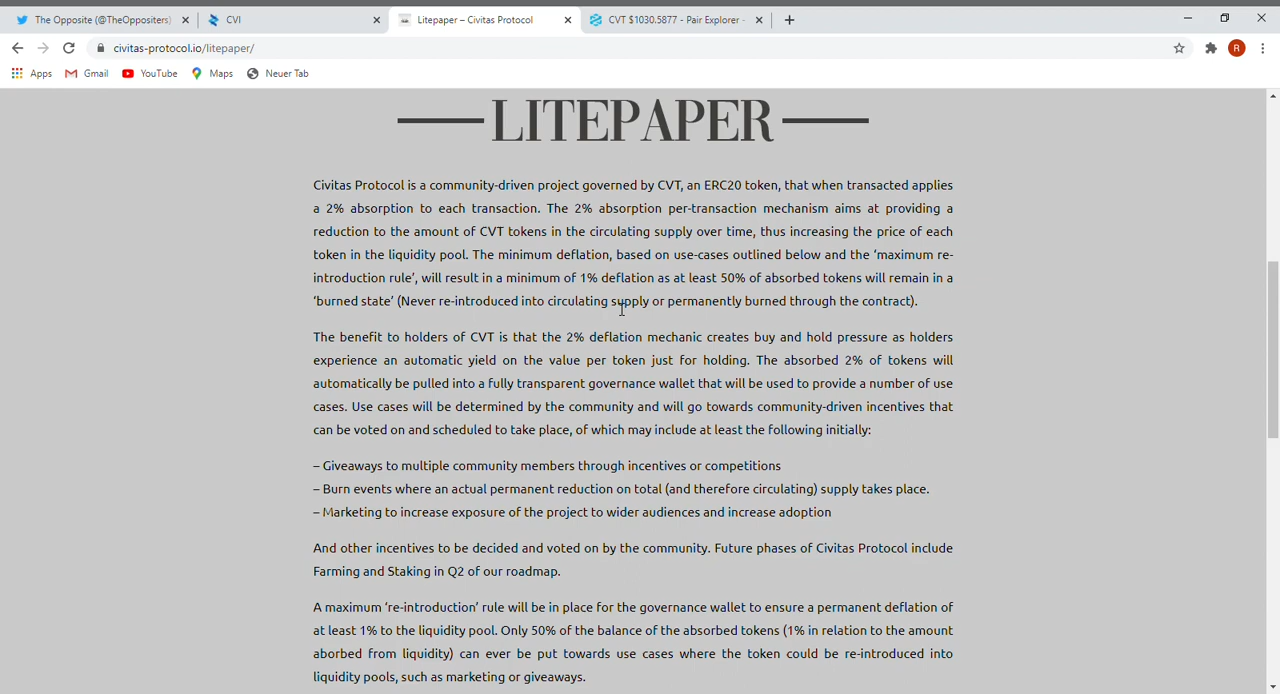 The Opposite (@TheOppositers)
CVI
Litepaper – Civitas Protocol
CVT $1030.5877 - Pair Explorer -
civitas-protocol.io/litepaper/
R
Apps
Gmail
YouTube
Maps
Neuer Tab
LITEPAPER
Civitas Protocol is a community-driven project governed by CVT, an ERC20 token, that when transacted applies
a 2% absorption to each transaction. The 2% absorption per-transaction mechanism aims at providing a
reduction to the amount of CVT tokens in the circulating supply over time, thus increasing the price of each
token in the liquidity pool. The minimum deflation, based on use-cases outlined below and the ‘maximum re-
introduction rule’, will result in a minimum of 1% deflation as at least 50% of absorbed tokens will remain in a
‘burned state’ (Never re-introduced into circulating supply or permanently burned through the contract).
The benefit to holders of CVT is that the 2% deflation mechanic creates buy and hold pressure as holders
experience an automatic yield on the value per token just for holding. The absorbed 2% of tokens will
automatically be pulled into a fully transparent governance wallet that will be used to provide a number of use
cases. Use cases will be determined by the community and will go towards community-driven incentives that
can be voted on and scheduled to take place, of which may include at least the following initially:
– Giveaways to multiple community members through incentives or competitions
– Burn events where an actual permanent reduction on total (and therefore circulating) supply takes place.
– Marketing to increase exposure of the project to wider audiences and increase adoption
And other incentives to be decided and voted on by the community. Future phases of Civitas Protocol include
Farming and Staking in Q2 of our roadmap.
A maximum ‘re-introduction’ rule will be in place for the governance wallet to ensure a permanent deflation of
at least 1% to the liquidity pool. Only 50% of the balance of the absorbed tokens (1% in relation to the amount
aborbed from liquidity) can ever be put towards use cases where the token could be re-introduced into
liquidity pools, such as marketing or giveaways.